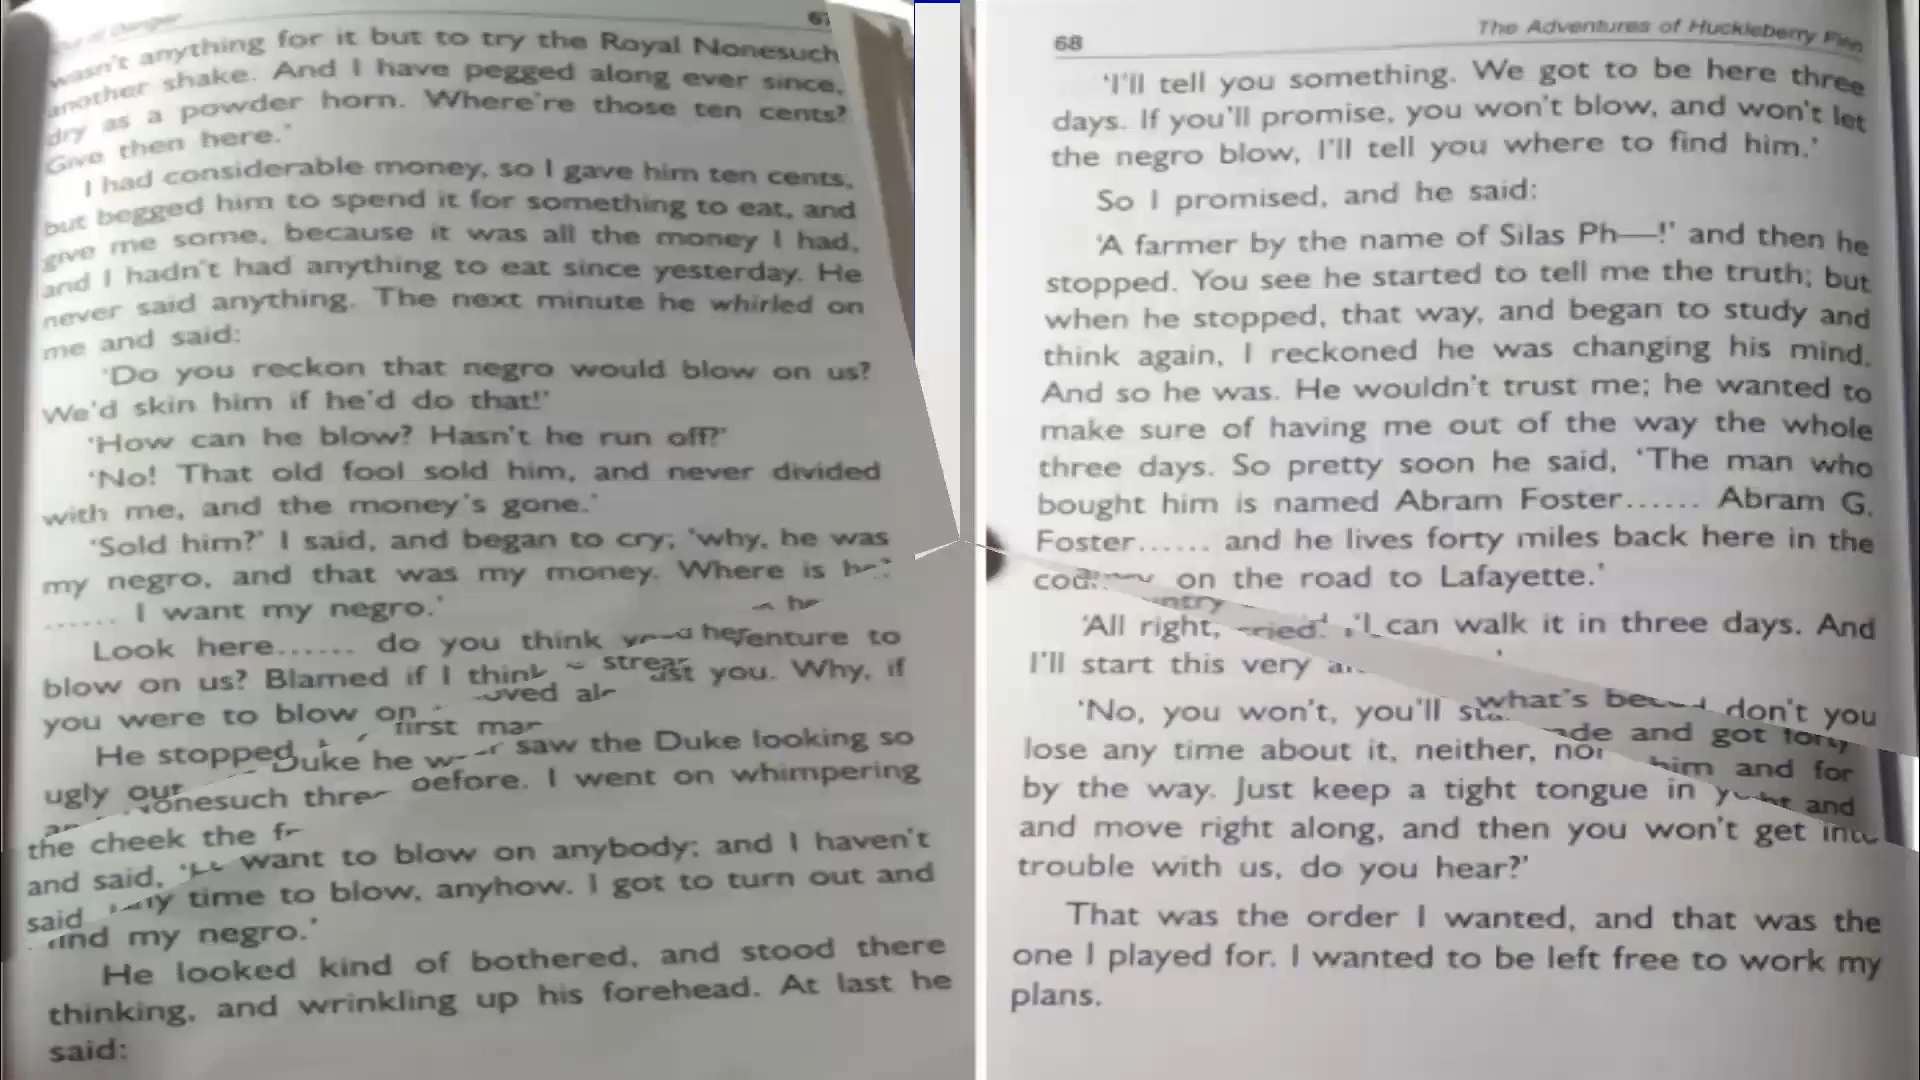 67
wasn't anything for it but to try the Royal Nonesuch
another shake. And I have pegged along ever since,
dry as a powder horn. Where're those ten cents?
Give then here.'
I had considerable money, so I gave him ten cents,
but begged him to spend it for something to eat, and
give me some, because it was all the money I had,
and I hadn't had anything to eat since yesterday. He
never said anything. The next minute he whirled on
me and said:
'Do you reckon that negro would blow on us?
We'd skin him if he'd do that!'
'How can he blow? Hasn't he run off?'
'No! That old fool sold him, and never divided
with me, and the money's gone.'
'Sold him?' I said, and began to cry; 'why, he was
my negro, and that was my money. Where is
...... I want my negro.'
he
Look here...... do you think venture to
blow on us? Blamed if I think you. Why, if
you were to blow on
first
He stopped saw the Duke looking so
Duke he
ugly out before. I went on whimpering
Nonesuch
the cheek the
and said, want to blow on anybody; and I haven't
said time to blow, anyhow. I got to turn out and
find my negro.'
He looked kind of bothered, and stood there
thinking, and wrinkling up his forehead. At last he
said:
68 The Adventures of Huckleberry Finn
'I'll tell you something. We got to be here three
days. If you'll promise, you won't blow, and won't let
the negro blow, I'll tell you where to find him.'
So I promised, and he said:
'A farmer by the name of Silas Ph—!' and then he
stopped. You see he started to tell me the truth; but
when he stopped, that way, and began to study and
think again, I reckoned he was changing his mind.
And so he was. He wouldn't trust me; he wanted to
make sure of having me out of the way the whole
three days. So pretty soon he said, 'The man who
bought him is named Abram Foster...... Abram G.
Foster...... and he lives forty miles back here in the
on the road to Lafayette.'
'All right, I can walk it in three days. And
I'll start this very
'No, you won't, you'll don't you
what's
lose any time about it, neither, nor
and got forty
him and for
by the way. Just keep a tight tongue in
and
and move right along, and then you won't get into
trouble with us, do you hear?'
That was the order I wanted, and that was the
one I played for. I wanted to be left free to work my
plans.